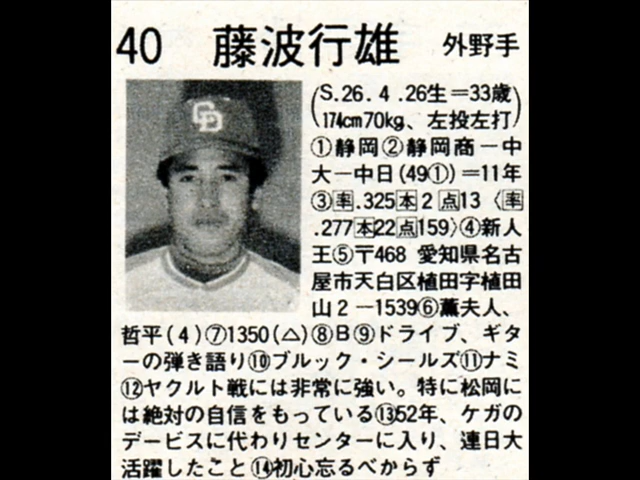 40 藤波行雄 外野手
CD
(S.26.4.26生＝33歳
174cm70kg、左投左打)
①静岡②静岡商－中
大－中日(49①)＝11年
③率.325本2点13〈率
.277本22点159〉④新人
王⑤〒468 愛知県名古
屋市天白区植田字植田
山2－1539⑥薫夫人、
哲平(4)⑦1350(△)⑧B⑨ドライブ、ギタ
ーの弾き語り⑩ブルック・シールズ⑪ナミ
⑫ヤクルト戦には非常に強い。特に松岡に
は絶対の自信をもっている⑬52年、ケガの
デービスに代わりセンターに入り、連日大
活躍したこと⑭初心忘るべからず